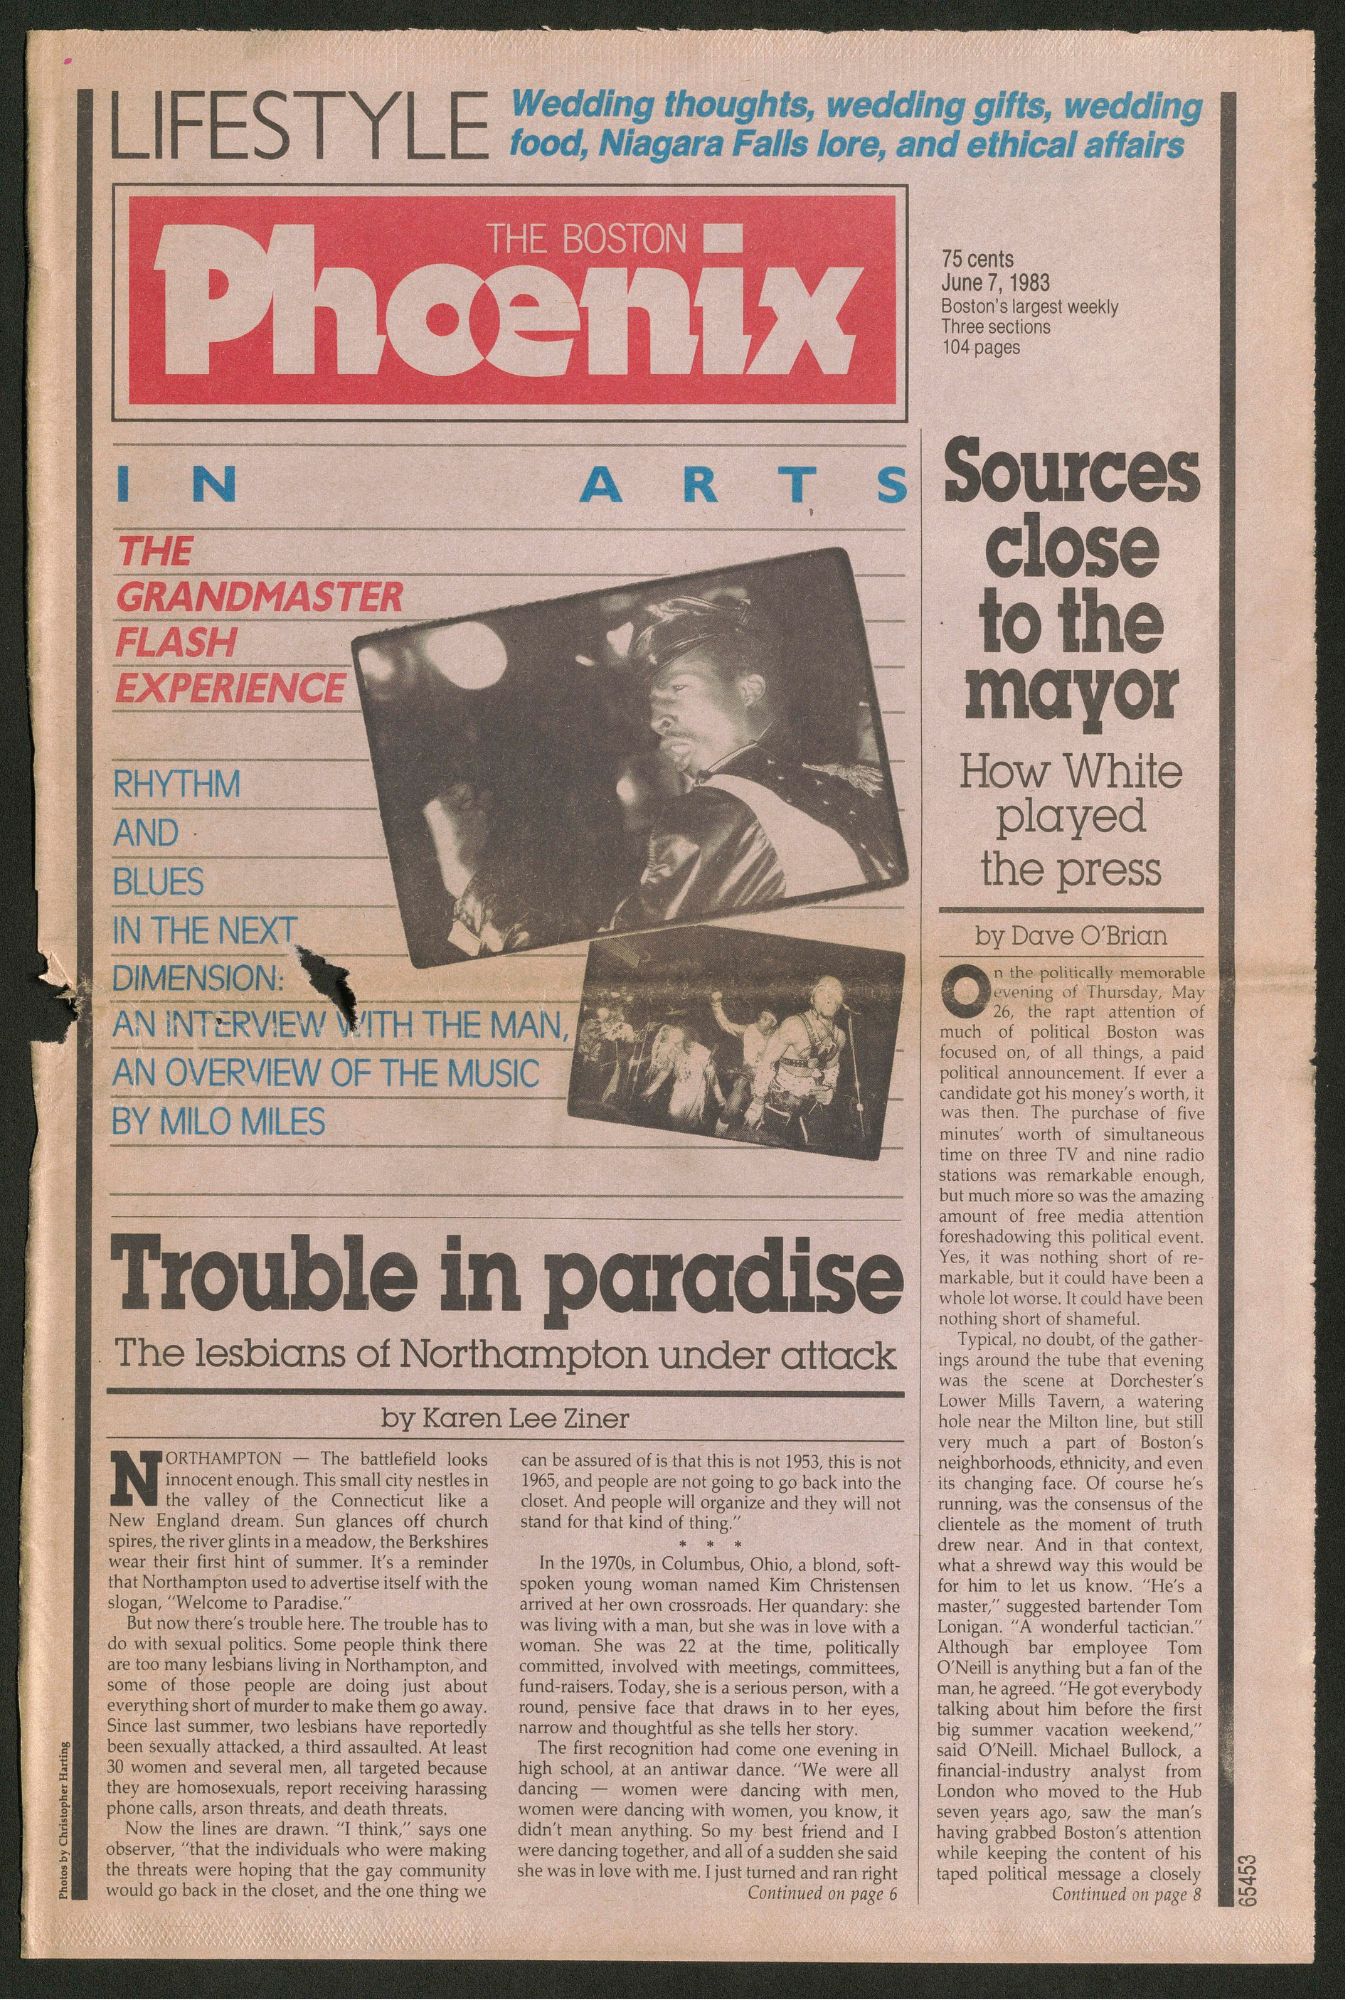 LIFESTYLE
Wedding thoughts, wedding gifts, wedding
food, Niagara Falls lore, and ethical affairs
THE BOSTON
Phoenix
75 cents
June 7, 1983
Boston's largest weekly
Three sections
104 pages
IN ARTS
THE
GRANDMASTER
FLASH
EXPERIENCE
RHYTHM
AND
BLUES
IN THE NEXT
DIMENSION:
AN INTERVIEW WITH THE MAN,
AN OVERVIEW OF THE MUSIC
BY MILO MILES
Trouble in paradise
The lesbians of Northampton under attack
by Karen Lee Ziner
NORTHAMPTON — The battlefield looks
innocent enough. This small city nestles in
the valley of the Connecticut like a
New England dream. Sun glances off church
spires, the river glints in a meadow, the Berkshires
wear their first hint of summer. It's a reminder
that Northampton used to advertise itself with the
slogan, "Welcome to Paradise."
But now there's trouble here. The trouble has to
do with sexual politics. Some people think there
are too many lesbians living in Northampton, and
some of those people are doing just about
everything short of murder to make them go away.
Since last summer, two lesbians have reportedly
been sexually attacked, a third assaulted. At least
30 women and several men, all targeted because
they are homosexuals, report receiving harassing
phone calls, arson threats, and death threats.
Now the lines are drawn. "I think," says one
observer, "that the individuals who were making
the threats were hoping that the gay community
would go back in the closet, and the one thing we
can be assured of is that this is not 1953, this is not
1965, and people are not going to go back into the
closet. And people will organize and they will not
stand for that kind of thing."
* * *
In the 1970s, in Columbus, Ohio, a blond, soft-
spoken young woman named Kim Christensen
arrived at her own crossroads. Her quandary: she
was living with a man, but she was in love with a
woman. She was 22 at the time, politically
committed, involved with meetings, committees,
fund-raisers. Today, she is a serious person, with a
round, pensive face that draws in to her eyes,
narrow and thoughtful as she tells her story.
The first recognition had come one evening in
high school, at an antiwar dance. "We were all
dancing — women were dancing with men,
women were dancing with women, you know, it
didn't mean anything. So my best friend and I
were dancing together, and all of a sudden she said
she was in love with me. I just turned and ran right
Continued on page 6
Sources
close
to the
mayor
How White
played
the press
by Dave O'Brian
On the politically memorable
evening of Thursday, May
26, the rapt attention of
much of political Boston was
focused on, of all things, a paid
political announcement. If ever a
candidate got his money's worth, it
was then. The purchase of five
minutes' worth of simultaneous
time on three TV and nine radio
stations was remarkable enough,
but much more so was the amazing
amount of free media attention
foreshadowing this political event.
Yes, it was nothing short of re-
markable, but it could have been a
whole lot worse. It could have been
nothing short of shameful.
Typical, no doubt, of the gather-
ings around the tube that evening
was the scene at Dorchester's
Lower Mills Tavern, a watering
hole near the Milton line, but still
very much a part of Boston's
neighborhoods, ethnicity, and even
its changing face. Of course he's
running, was the consensus of the
clientele as the moment of truth
drew near. And in that context,
what a shrewd way this would be
for him to let us know. "He's a
master," suggested bartender Tom
Lonigan. "A wonderful tactician."
Although bar employee Tom
O'Neill is anything but a fan of the
man, he agreed. "He got everybody
talking about him before the first
big summer vacation weekend,"
said O'Neill. Michael Bullock, a
financial-industry analyst from
London who moved to the Hub
seven years ago, saw the man's
having grabbed Boston's attention
while keeping the content of his
taped political message a closely
Continued on page 8
Photos by Christopher Harting
65453